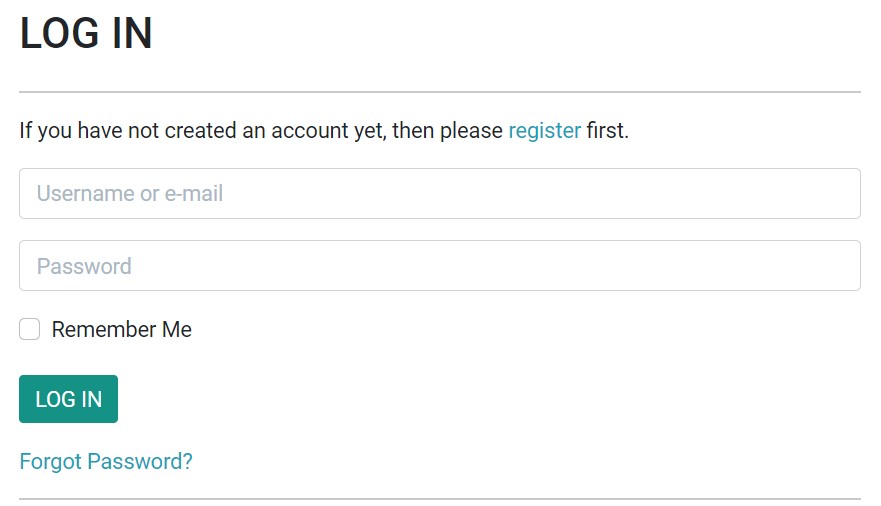 LOG IN
If you have not created an account yet, then please register first.
Username or e-mail
Password
Remember Me
LOG IN
Forgot Password?